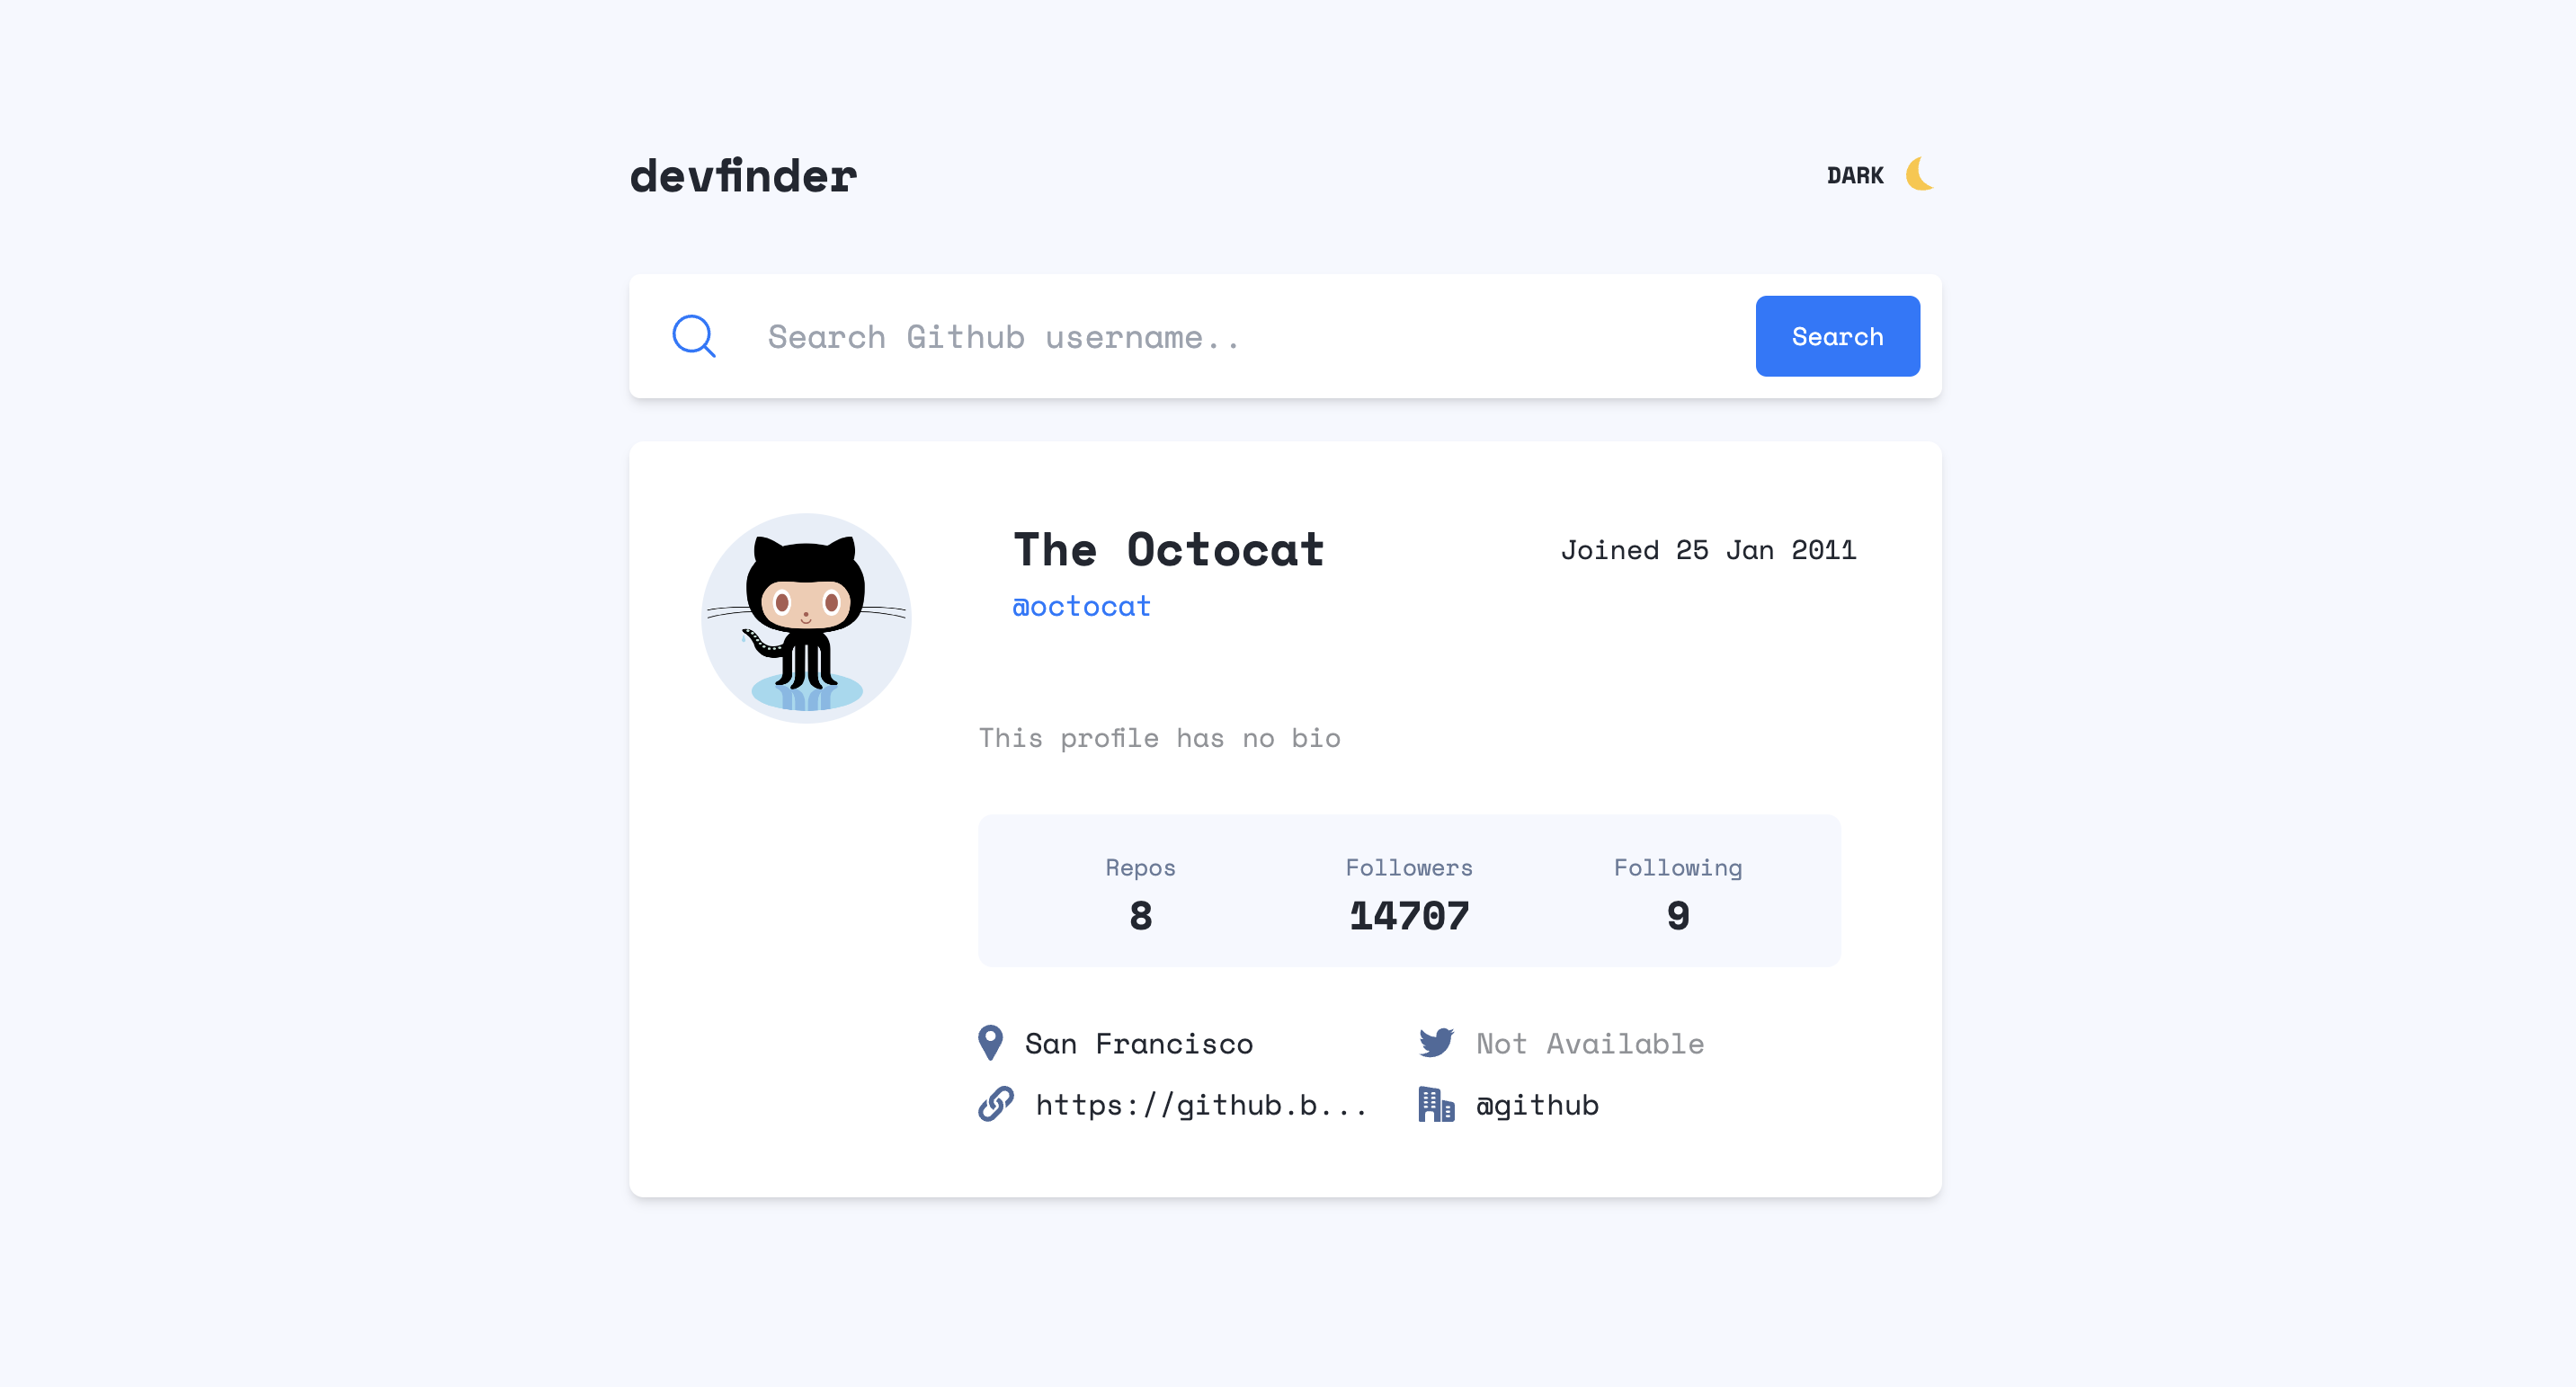 devfinder
DARK
Search Github username..
Search
The Octocat
Joined 25 Jan 2011
@octocat
This profile has no bio
Repos
Followers
Following
8
14707
9
San Francisco
Not Available
https://github.b...
@github